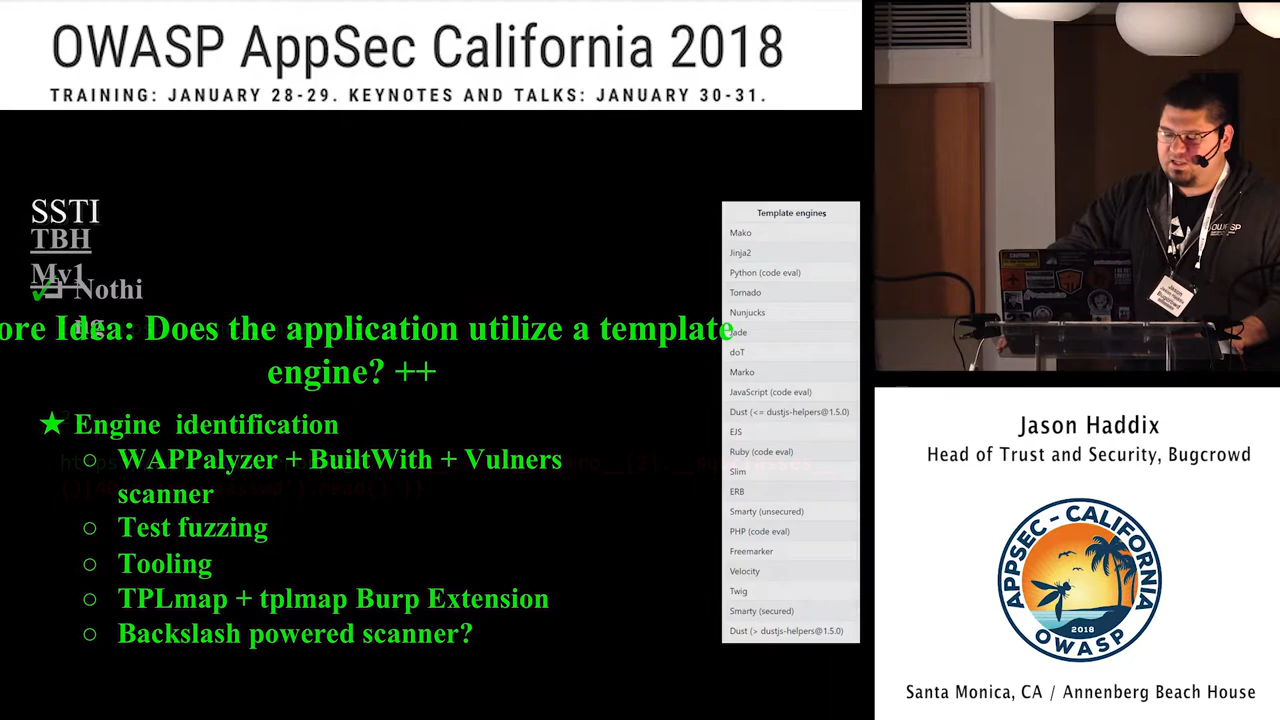 OWASP AppSec California 2018
TRAINING: JANUARY 28-29. KEYNOTES AND TALKS: JANUARY 30-31.
SSTI
TBH
Mv1
Nothi
ng
ore Idea: Does the application utilize a template
engine? ++
★ Engine identification
○ WAPPalyzer + BuiltWith + Vulners
scanner
○ Test fuzzing
○ Tooling
○ TPLmap + tplmap Burp Extension
○ Backslash powered scanner?
Template engines
Mako
Jinja2
Python (code eval)
Tornado
Nunjucks
Jade
doT
Marko
JavaScript (code eval)
Dust (<= dustjs-helpers@1.5.0)
EJS
Ruby (code eval)
Slim
ERB
Smarty (unsecured)
PHP (code eval)
Freemarker
Velocity
Twig
Smarty (secured)
Dust (> dustjs-helpers@1.5.0)
Jason Haddix
Head of Trust and Security, Bugcrowd
APPSEC - CALIFORNIA
2018
OWASP
Santa Monica, CA / Annenberg Beach House